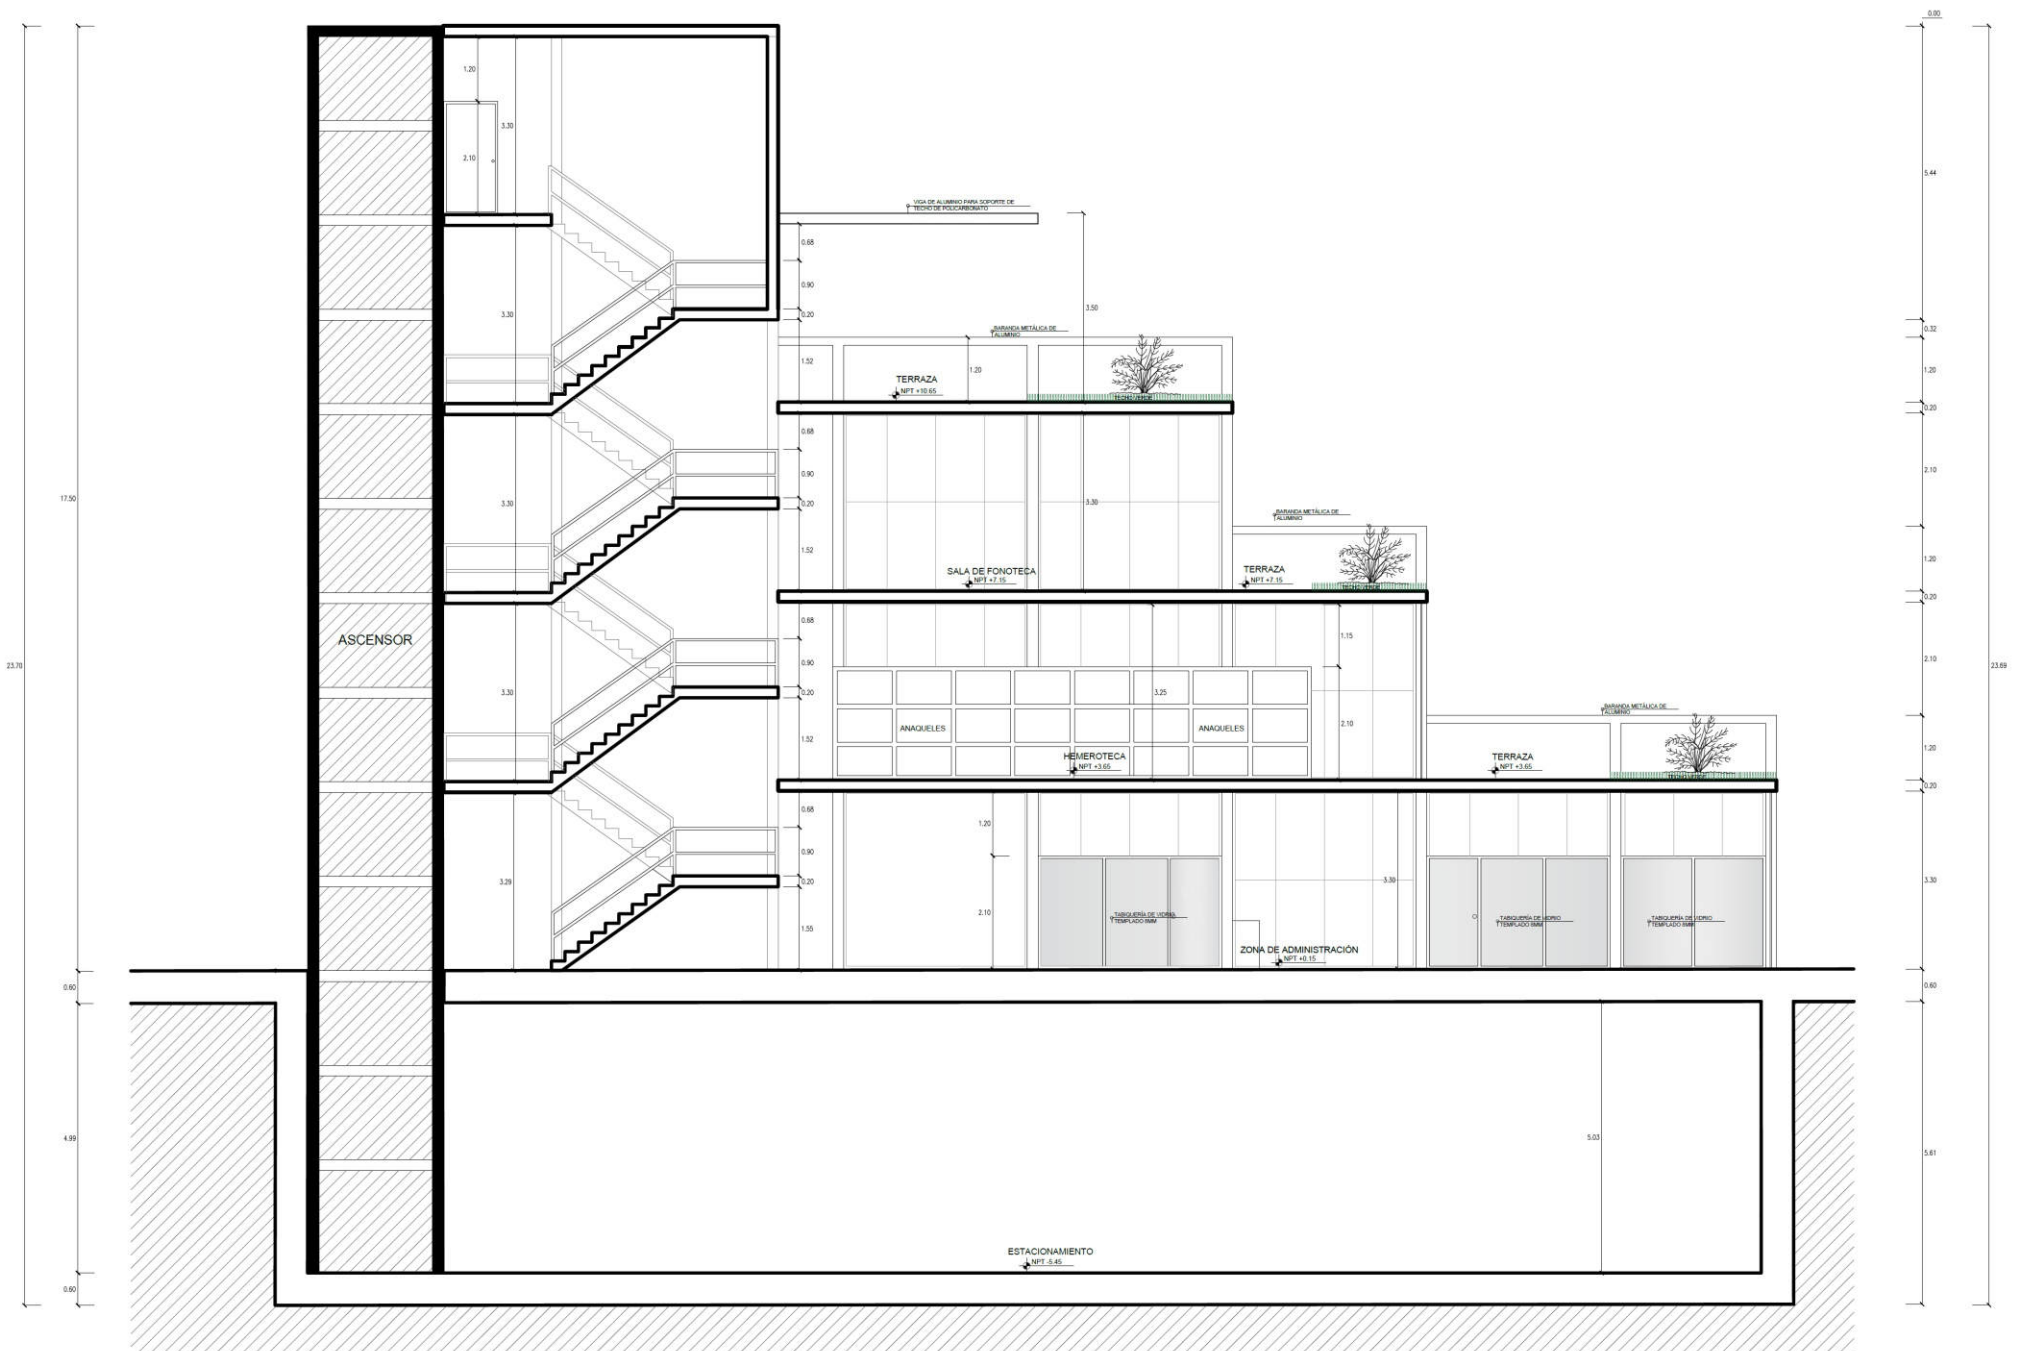 0.00
1.20
3.30
2.10
5.44
VIGA DE ALUMINIO PARA SOPORTE DE
TECHO DE POLICARBONATO
0.68
0.90
0.20
3.30
3.50
0.32
BARANDA METÁLICA DE
ALUMINIO
1.52
1.20
1.20
TERRAZA
NPT +10.65
TECHO VERDE
0.20
0.68
0.90
2.10
17.50
3.30
0.20
3.30
BARANDA METÁLICA DE
ALUMINIO
1.52
1.20
SALA DE FONOTECA
NPT +7.15
TERRAZA
NPT +7.15
TECHO VERDE
0.20
0.68
ASCENSOR
1.15
0.90
2.10
23.70
23.69
3.30
0.20
3.25
BARANDA METÁLICA DE
ALUMINIO
ANAQUELES
ANAQUELES
2.10
1.52
1.20
HEMEROTECA
NPT +3.65
TERRAZA
NPT +3.65
TECHO VERDE
0.20
0.68
1.20
0.90
3.29
0.20
3.30
3.30
2.10
TABIQUERÍA DE VIDRIO
TEMPLADO 8MM
TABIQUERÍA DE VIDRIO
TEMPLADO 8MM
TABIQUERÍA DE VIDRIO
TEMPLADO 8MM
1.55
ZONA DE ADMINISTRACIÓN
NPT +0.15
0.60
0.60
4.99
5.03
5.61
ESTACIONAMIENTO
NPT -5.45
0.60